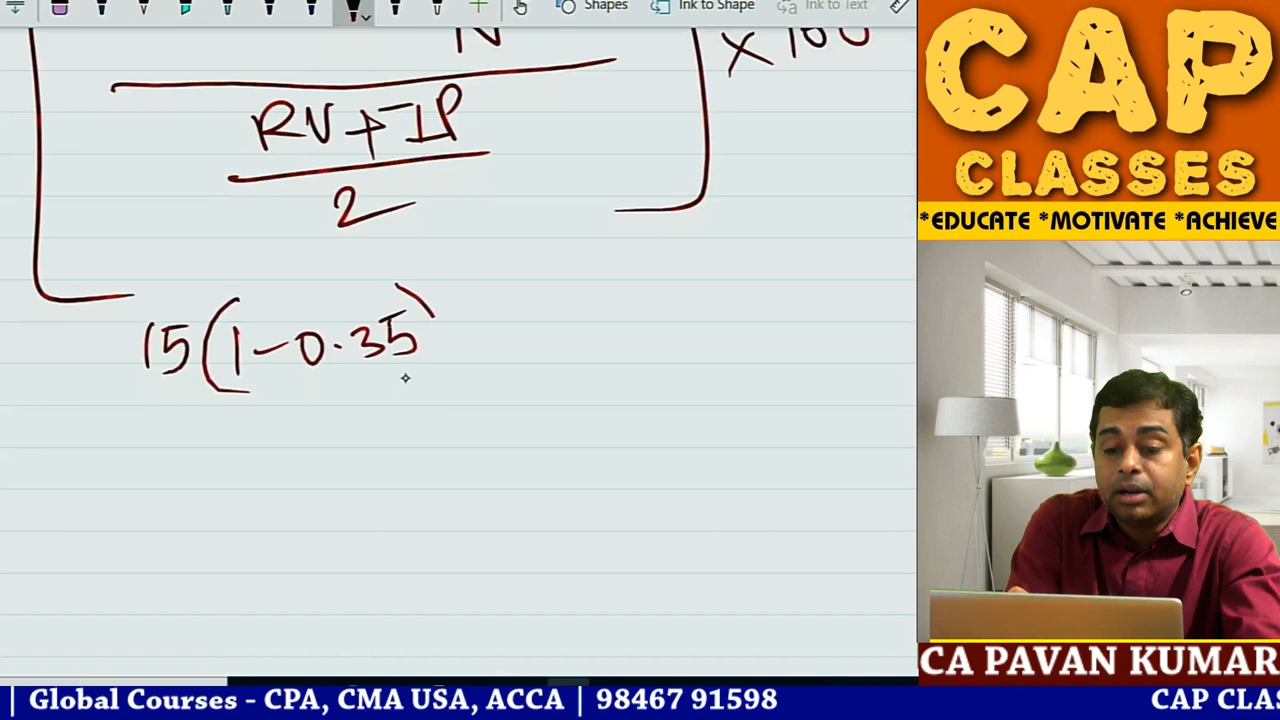 Shapes Ink to Shape Ink to Text
N
RV + IP
2
x 100
15(1-0.35)
CAP
CLASSES
*EDUCATE *MOTIVATE *ACHIEVE
CA PAVAN KUMAR
| Global Courses - CPA, CMA USA, ACCA | 98467 91598
CAP CLAS